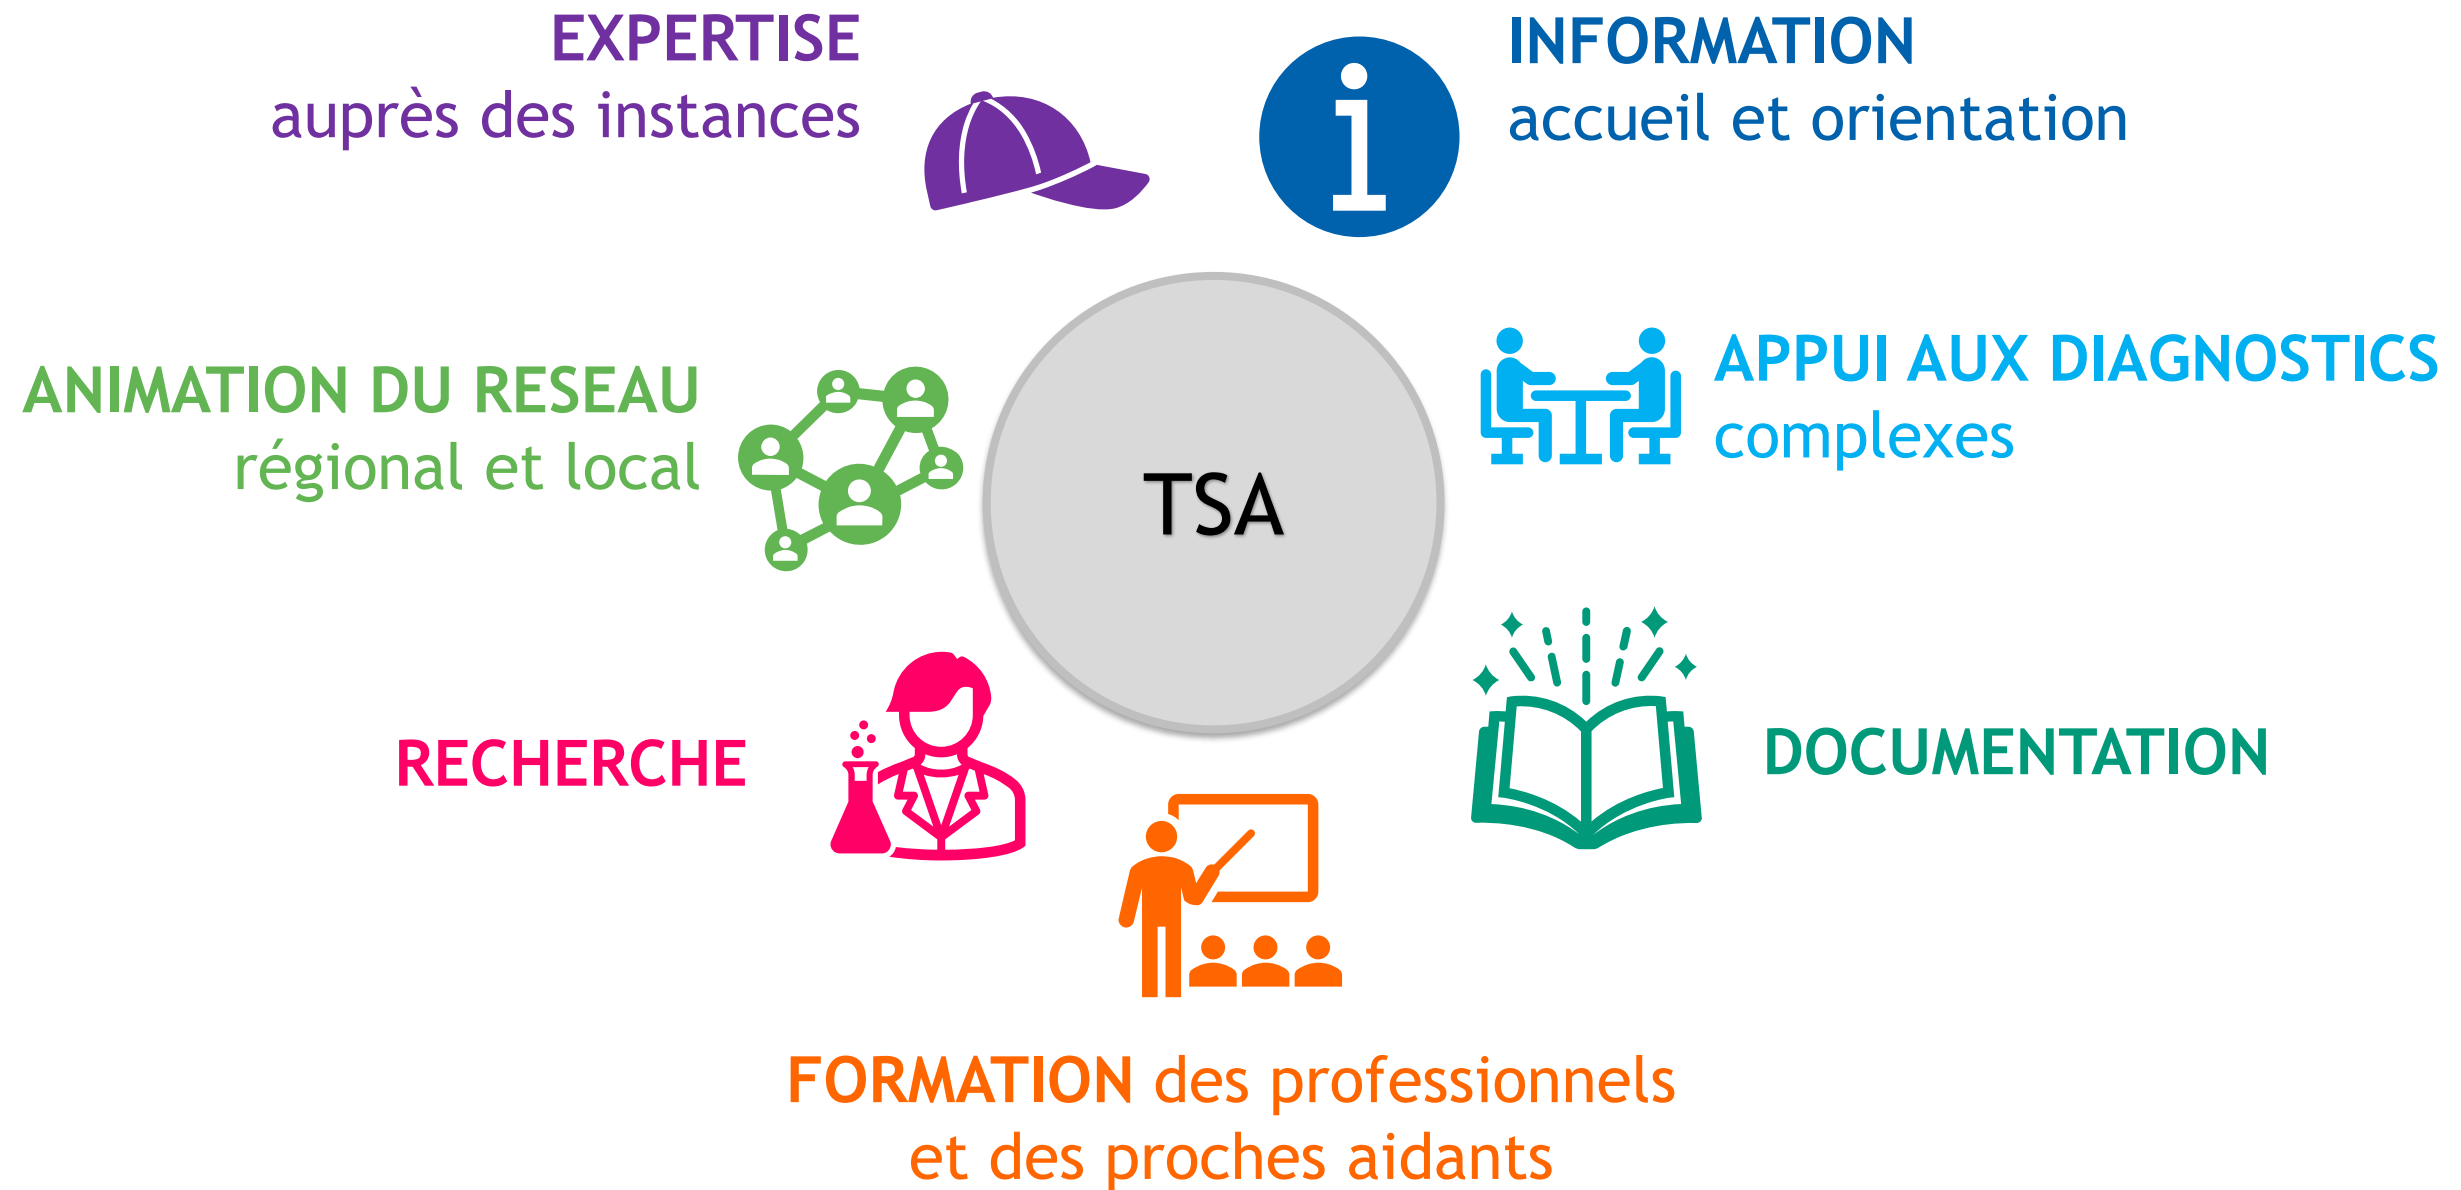 EXPERTISE
auprès des instances
INFORMATION
accueil et orientation
ANIMATION DU RESEAU
régional et local
TSA
APPUI AUX DIAGNOSTICS
complexes
RECHERCHE
DOCUMENTATION
FORMATION des professionnels
et des proches aidants